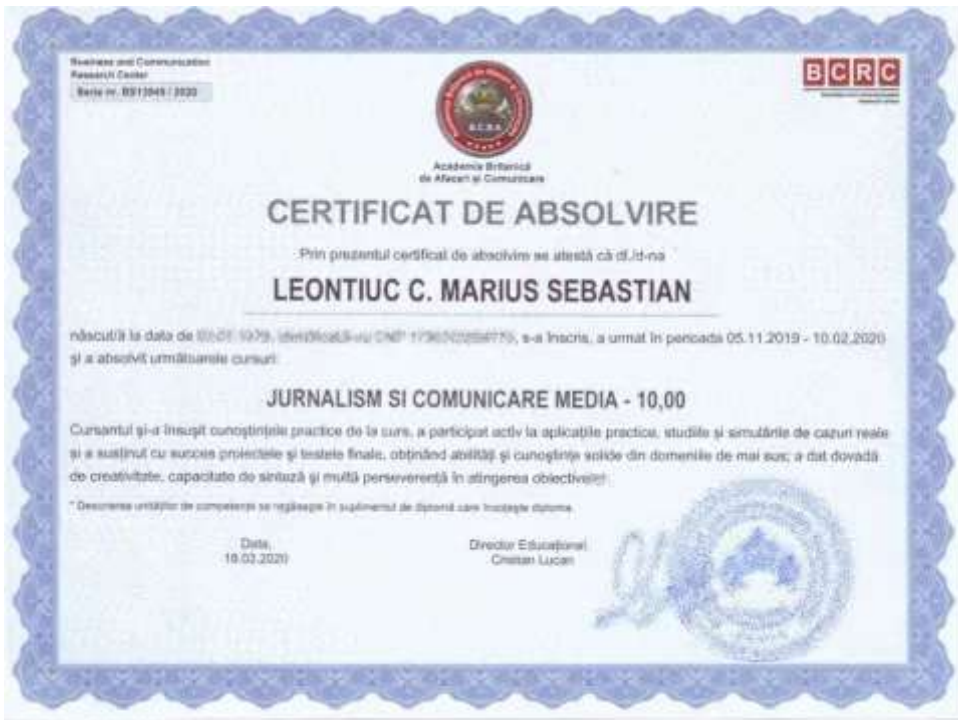 Business and Communication
Research Center
Serie nr. BS13949 / 2020
BCRC
B.C.R.C.
Academia Britanică
de Afaceri și Comunicare
CERTIFICAT DE ABSOLVIRE
Prin prezentul certificat de absolvire se atestă că dl./d-na
LEONTIUC C. MARIUS SEBASTIAN
născut/ă la data de s-a înscris, a urmat în perioada 05.11.2019 - 10.02.2020
și a absolvit următoarele cursuri:
JURNALISM SI COMUNICARE MEDIA - 10,00
Cursantul și-a însușit cunoștințele practice de la curs, a participat activ la aplicațiile practice, studiile și simulările de cazuri reale
și a susținut cu succes proiectele și testele finale, obținând abilități și cunoștințe solide din domeniile de mai sus; a dat dovadă
de creativitate, capacitate de sinteză și multă perseverență în atingerea obiectivelor.
* Descrierea unităților de competență se regăsește în suplimentul de diplomă care însoțește diploma.
Data,
18.03.2020
Director Educațional
Cristian Lucan